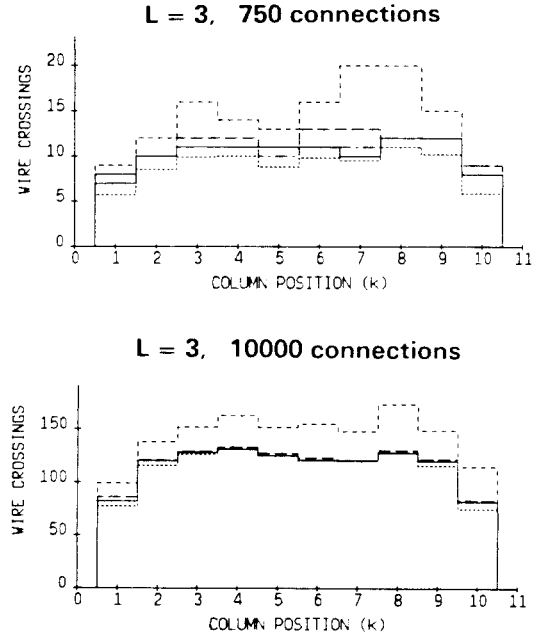 L = 3, 750 connections
WIRE CROSSINGS
20
15
10
5
0
0 1 2 3 4 5 6 7 8 9 10 11
COLUMN POSITION (k)
L = 3, 10000 connections
WIRE CROSSINGS
150
100
50
0
0 1 2 3 4 5 6 7 8 9 10 11
COLUMN POSITION (k)